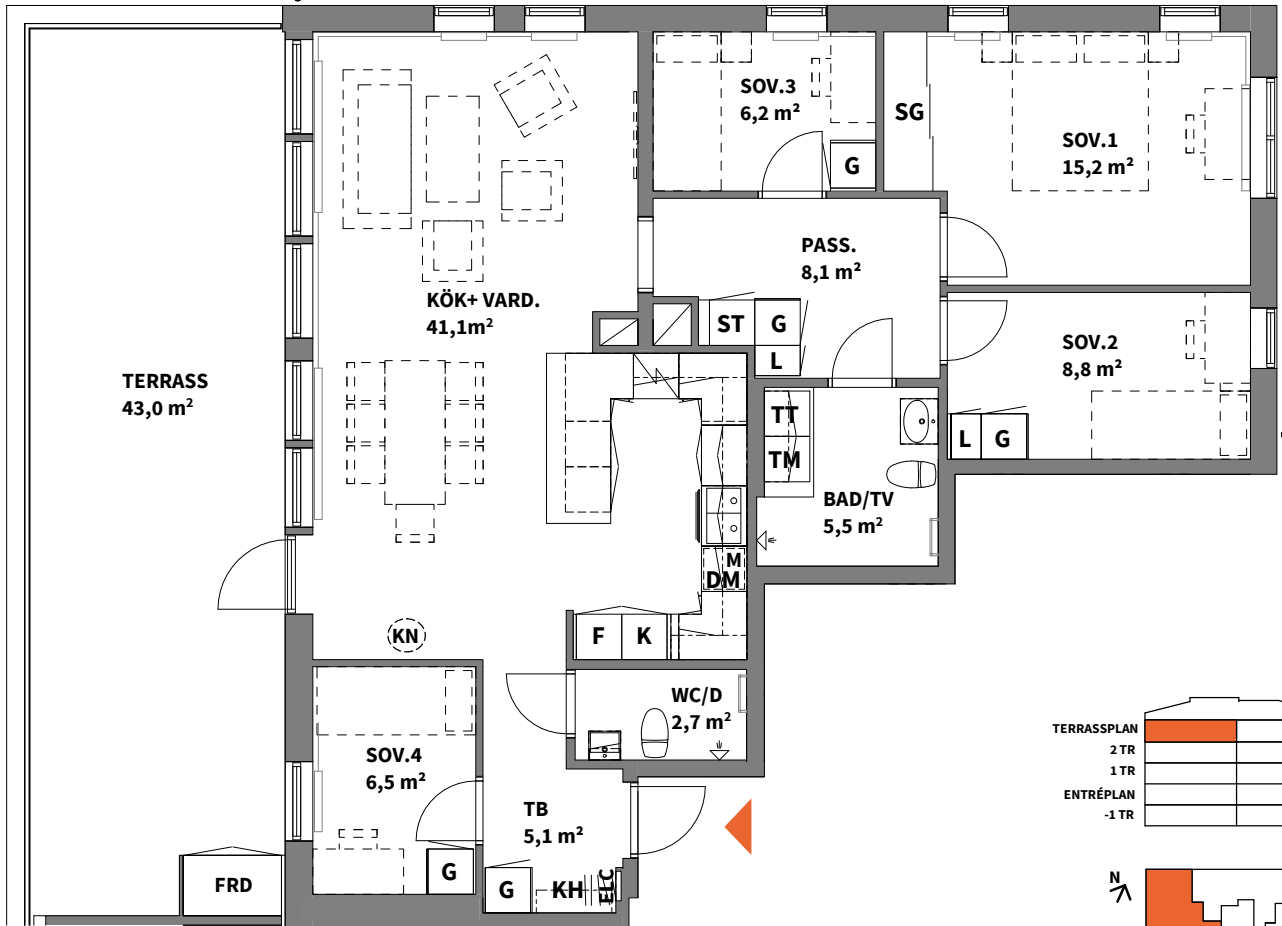 SOV.3
6,2 m²
SG
SOV.1
15,2 m²
G
PASS.
8,1 m²
KÖK+ VARD.
41,1m²
ST
G
L
SOV.2
8,8 m²
TERRASS
43,0 m²
TT
TM
L
G
BAD/TV
5,5 m²
M
DM
KN
F
K
WC/D
2,7 m²
SOV.4
6,5 m²
TB
5,1 m²
FRD
G
G
KH
ELC
TERRASSPLAN
2 TR
1 TR
ENTRÉPLAN
-1 TR
N